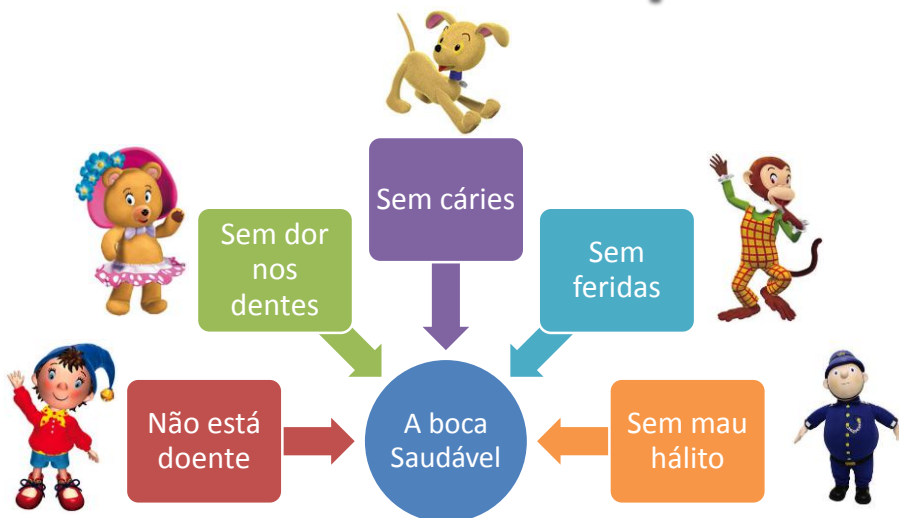 Sem cáries
Sem dor
nos
dentes
Sem
feridas
Não está
doente
A boca
Saudável
Sem mau
hálito